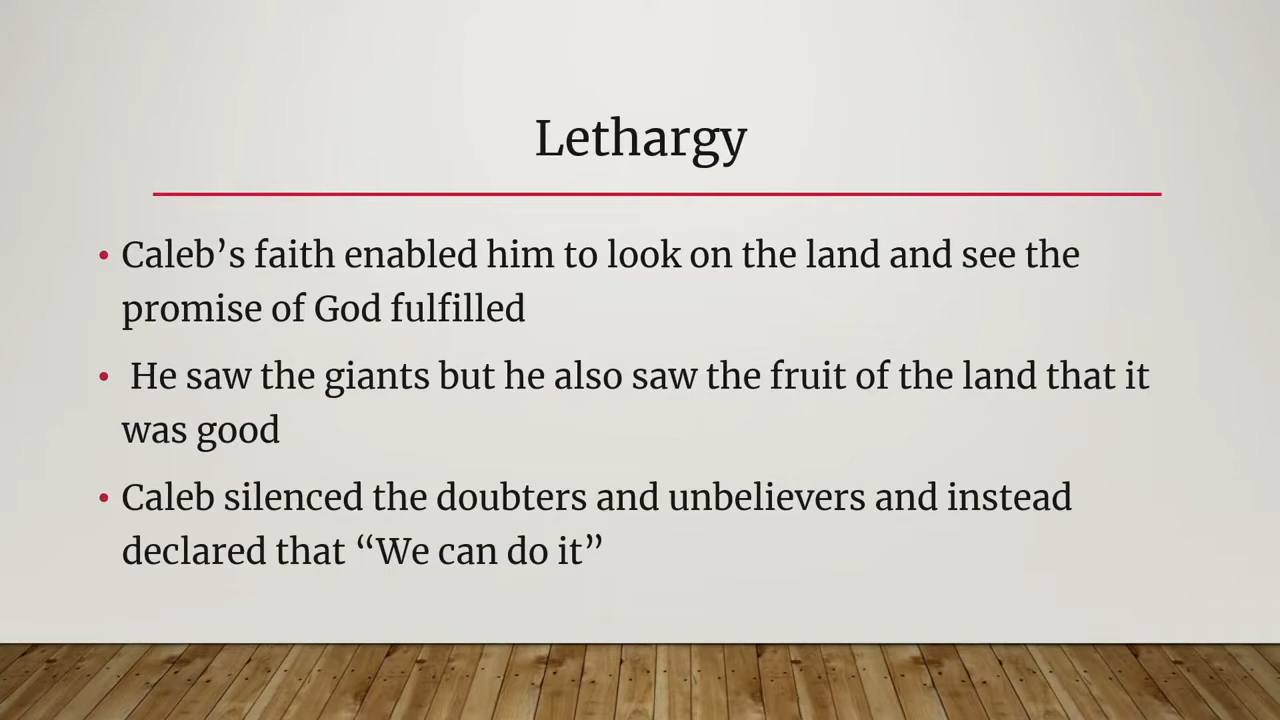 Lethargy
• Caleb’s faith enabled him to look on the land and see the
promise of God fulfilled
• He saw the giants but he also saw the fruit of the land that it
was good
• Caleb silenced the doubters and unbelievers and instead
declared that “We can do it”